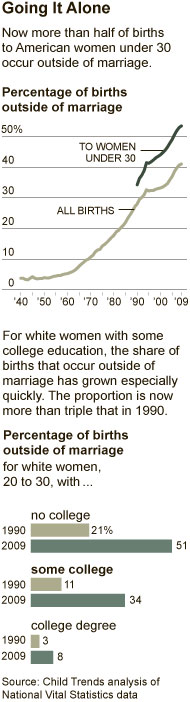 Going It Alone
Now more than half of births
to American women under 30
occur outside of marriage.
Percentage of births
outside of marriage
50%
TO WOMEN
UNDER 30
40
30
ALL BIRTHS
20
10
0
'40 '50 '60 '70 '80 '90 '00 '09
For white women with some
college education, the share of
births that occur outside of
marriage has grown especially
quickly. The proportion is now
more than triple that in 1990.
Percentage of births
outside of marriage
for white women,
20 to 30, with ...
no college
1990 21%
2009 51
some college
1990 11
2009 34
college degree
1990 3
2009 8
Source: Child Trends analysis of
National Vital Statistics data